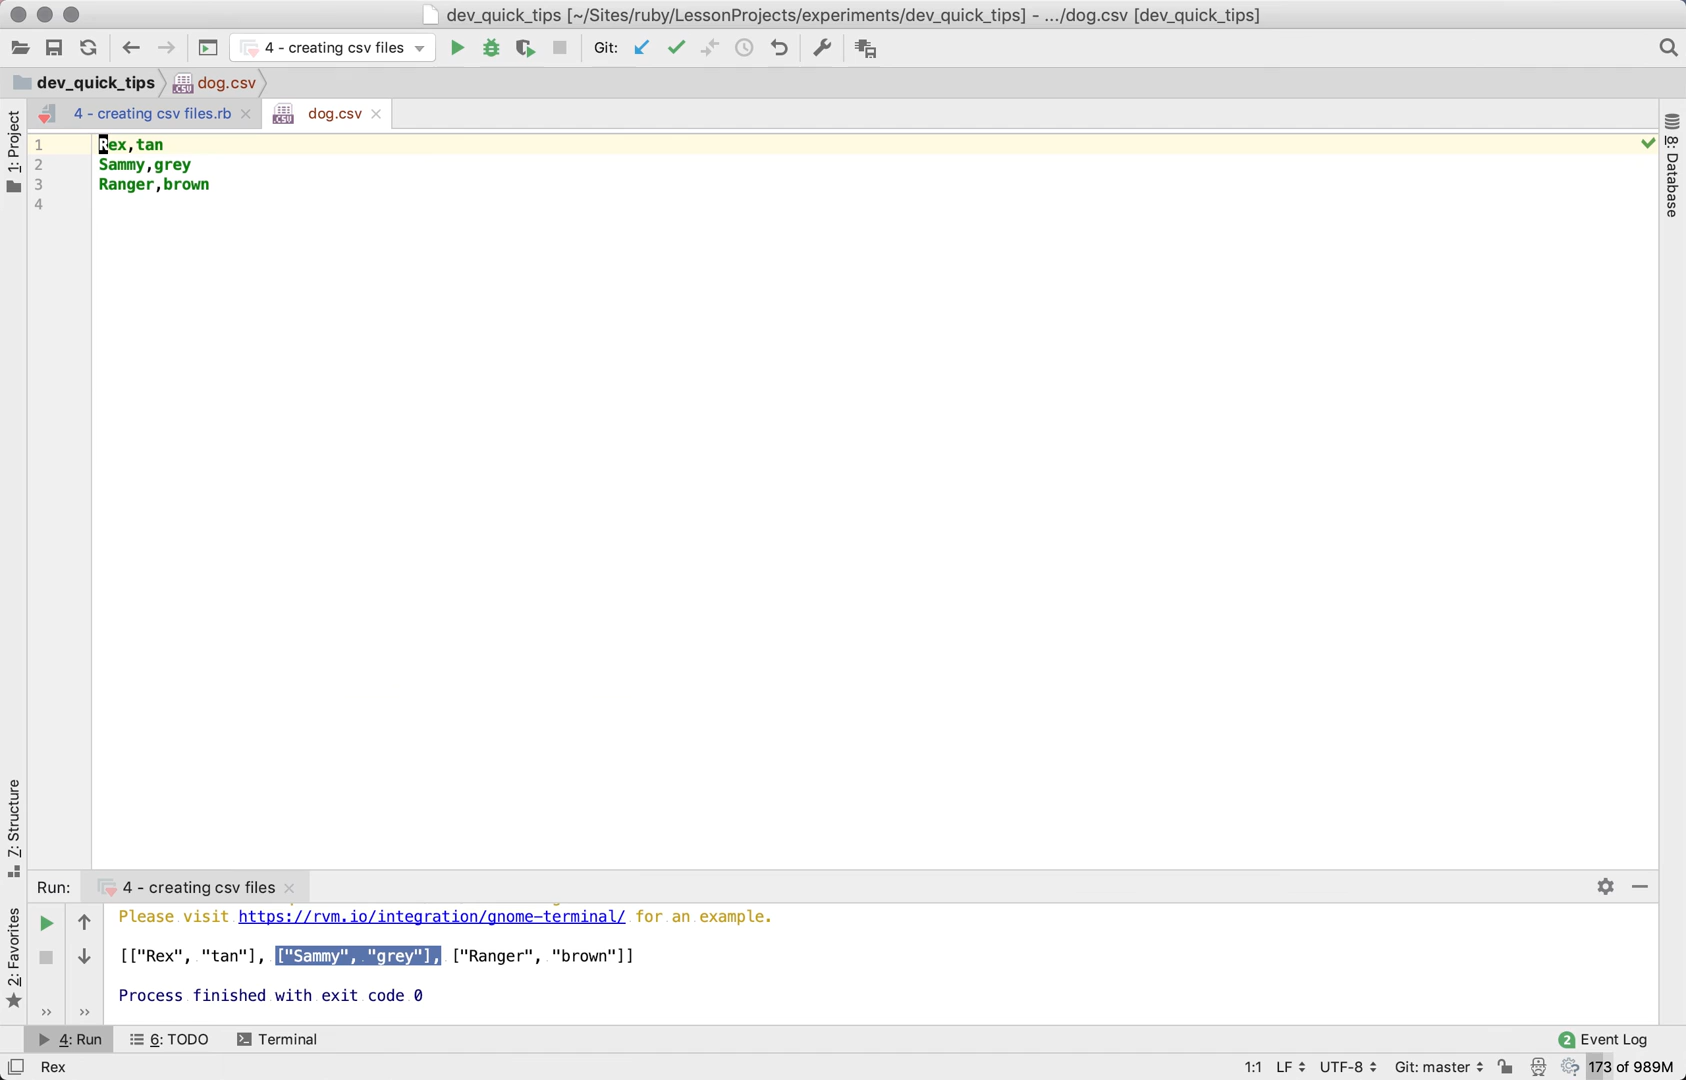 dev_quick_tips [~/Sites/ruby/LessonProjects/experiments/dev_quick_tips] - .../dog.csv [dev_quick_tips]
4 - creating csv files
Git:
dev_quick_tips
dog.csv
4 - creating csv files.rb
dog.csv
1: Project
8: Database
1 Rex,tan
2 Sammy,grey
3 Ranger,brown
4
Z: Structure
2: Favorites
Run: 4 - creating csv files
Please visit https://rvm.io/integration/gnome-terminal/ for an example.
[["Rex", "tan"], ["Sammy", "grey"], ["Ranger", "brown"]]
Process finished with exit code 0
4: Run 6: TODO Terminal 2 Event Log
Rex 1:1 LF UTF-8 Git: master 173 of 989M